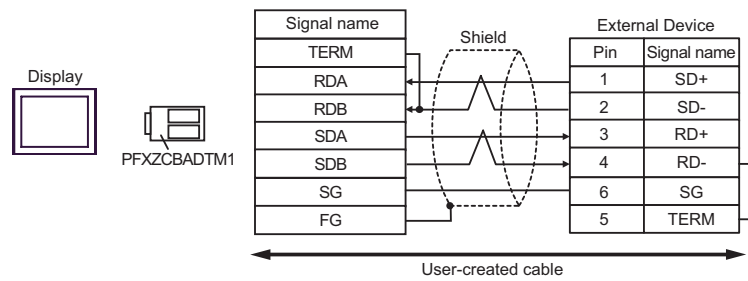 Display
PFXZCBADTM1
Signal name
TERM
RDA
RDB
SDA
SDB
SG
FG
Shield
External Device
Pin Signal name
1 SD+
2 SD-
3 RD+
4 RD-
6 SG
5 TERM
User-created cable